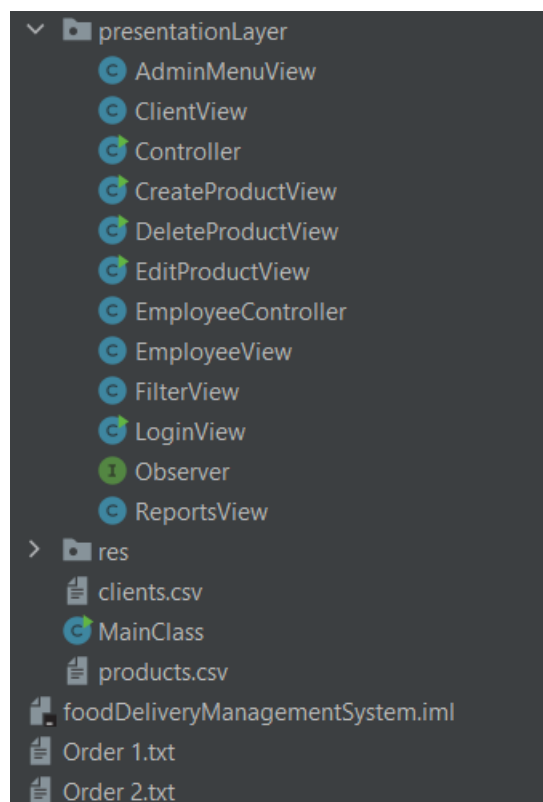 presentationLayer
C AdminMenuView
C ClientView
C Controller
C CreateProductView
C DeleteProductView
C EditProductView
C EmployeeController
C EmployeeView
C FilterView
C LoginView
I Observer
C ReportsView
res
clients.csv
C MainClass
products.csv
foodDeliveryManagementSystem.iml
Order 1.txt
Order 2.txt